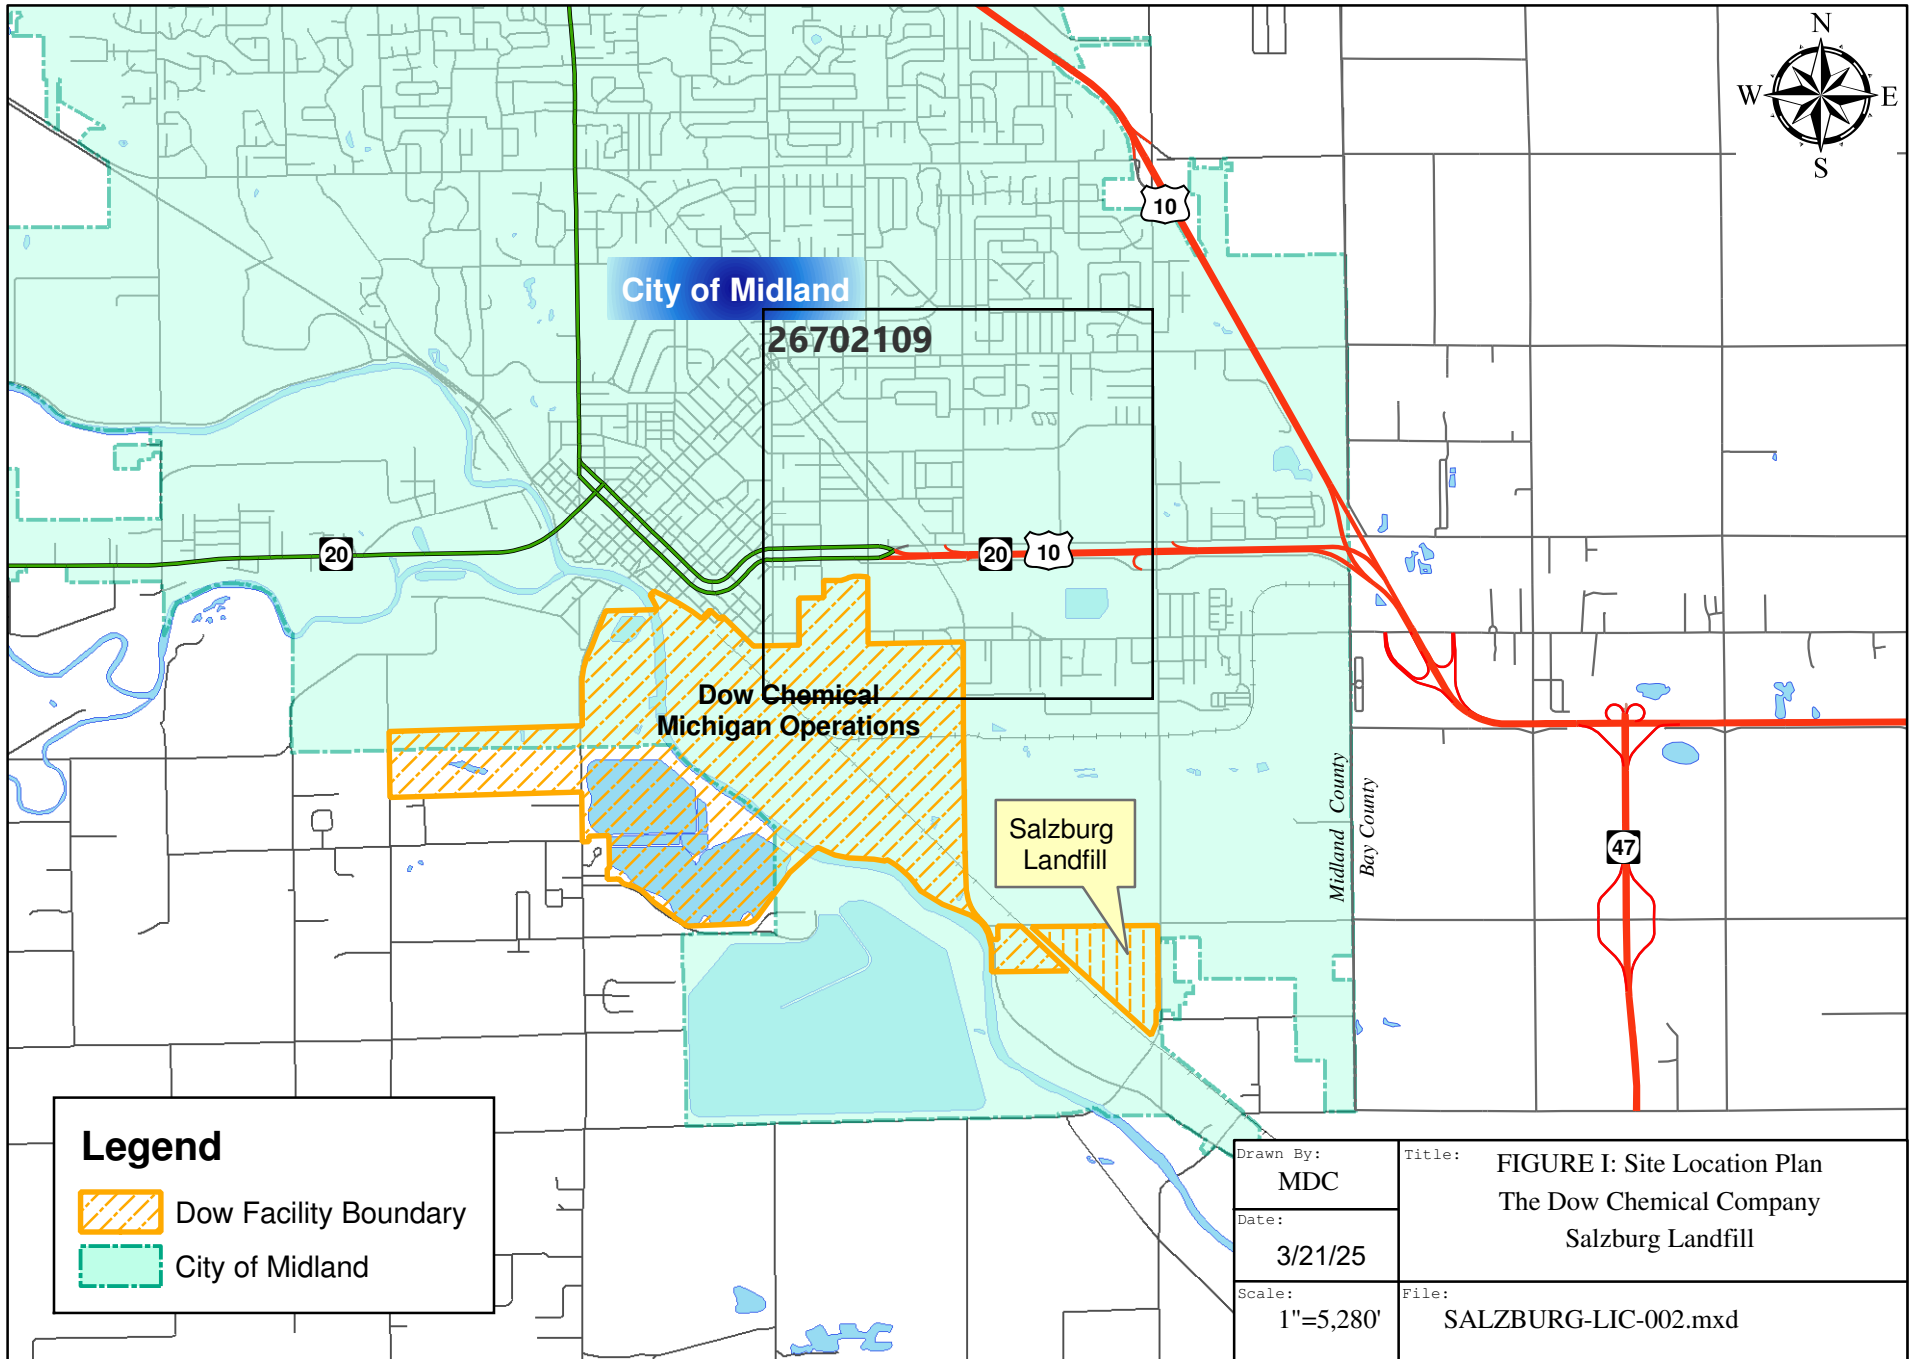 N
W E
S
10
City of Midland
26702109
20
20
10
Dow Chemical
Michigan Operations
Salzburg
Landfill
Midland County
Bay County
47
Legend
Dow Facility Boundary
City of Midland
Drawn By:
MDC
Date:
3/21/25
Scale:
1"=5,280'
Title:
FIGURE I: Site Location Plan
The Dow Chemical Company
Salzburg Landfill
File:
SALZBURG-LIC-002.mxd